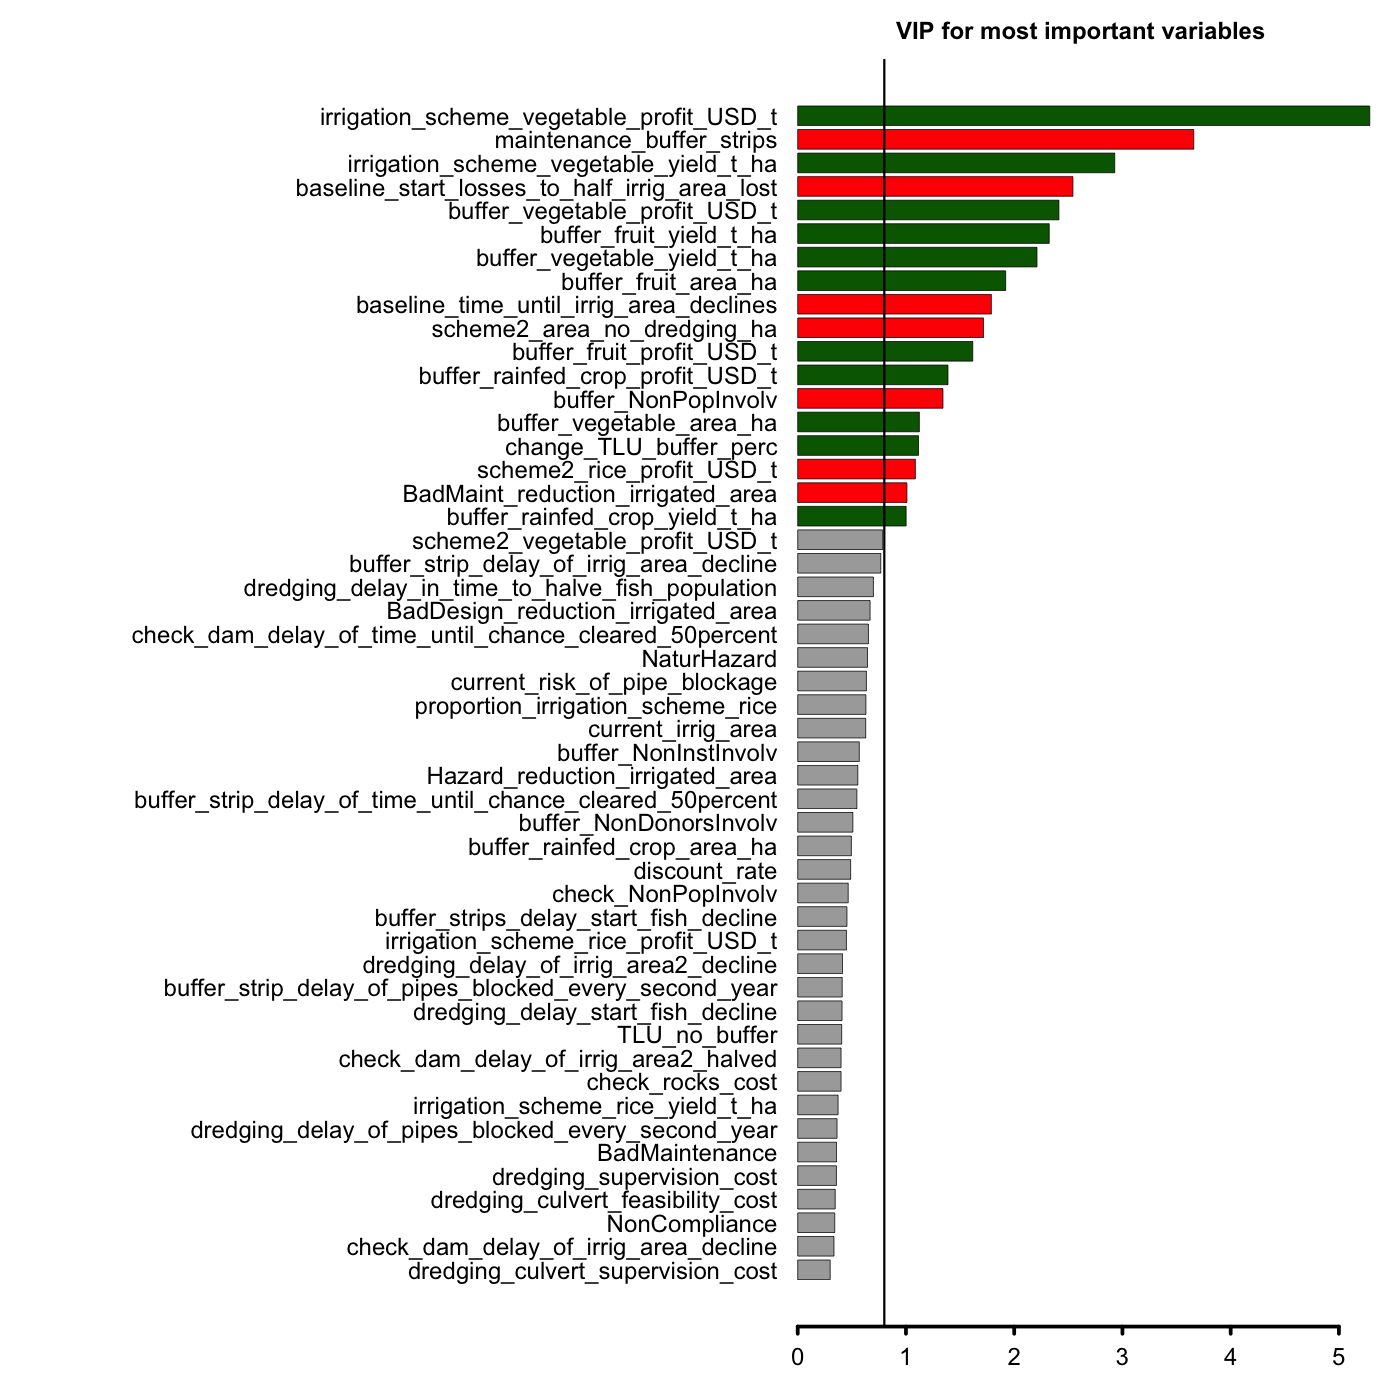 VIP for most important variables
irrigation_scheme_vegetable_profit_USD_t
maintenance_buffer_strips
irrigation_scheme_vegetable_yield_t_ha
baseline_start_losses_to_half_irrig_area_lost
buffer_vegetable_profit_USD_t
buffer_fruit_yield_t_ha
buffer_vegetable_yield_t_ha
buffer_fruit_area_ha
baseline_time_until_irrig_area_declines
scheme2_area_no_dredging_ha
buffer_fruit_profit_USD_t
buffer_rainfed_crop_profit_USD_t
buffer_NonPopInvolv
buffer_vegetable_area_ha
change_TLU_buffer_perc
scheme2_rice_profit_USD_t
BadMaint_reduction_irrigated_area
buffer_rainfed_crop_yield_t_ha
scheme2_vegetable_profit_USD_t
buffer_strip_delay_of_irrig_area_decline
dredging_delay_in_time_to_halve_fish_population
BadDesign_reduction_irrigated_area
check_dam_delay_of_time_until_chance_cleared_50percent
NaturHazard
current_risk_of_pipe_blockage
proportion_irrigation_scheme_rice
current_irrig_area
buffer_NonInstInvolv
Hazard_reduction_irrigated_area
buffer_strip_delay_of_time_until_chance_cleared_50percent
buffer_NonDonorsInvolv
buffer_rainfed_crop_area_ha
discount_rate
check_NonPopInvolv
buffer_strips_delay_start_fish_decline
irrigation_scheme_rice_profit_USD_t
dredging_delay_of_irrig_area2_decline
buffer_strip_delay_of_pipes_blocked_every_second_year
dredging_delay_start_fish_decline
TLU_no_buffer
check_dam_delay_of_irrig_area2_halved
check_rocks_cost
irrigation_scheme_rice_yield_t_ha
dredging_delay_of_pipes_blocked_every_second_year
BadMaintenance
dredging_supervision_cost
dredging_culvert_feasibility_cost
NonCompliance
check_dam_delay_of_irrig_area_decline
dredging_culvert_supervision_cost
0 1 2 3 4 5